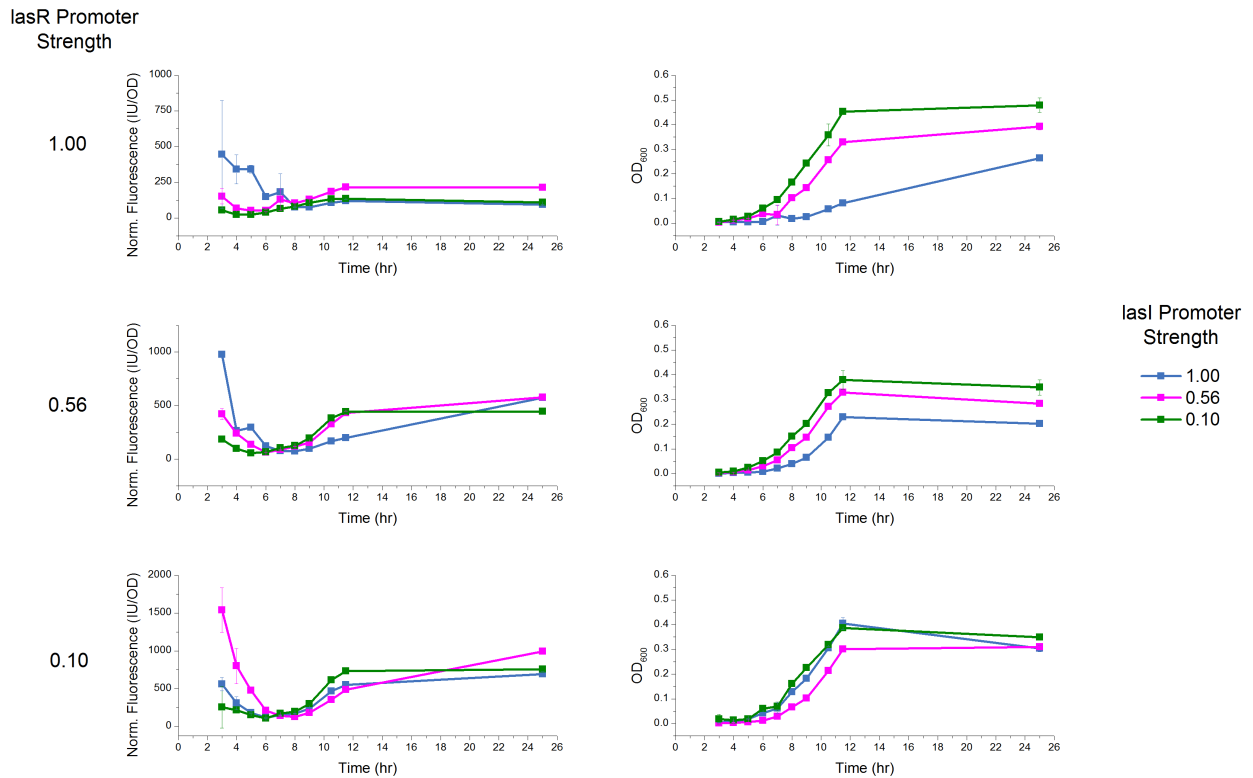 lasR Promoter
Strength
1.00
Norm. Fluorescence (IU/OD)
1000
750
500
250
0
0 2 4 6 8 10 12 14 16 18 20 22 24 26
Time (hr)
OD600
0.6
0.5
0.4
0.3
0.2
0.1
0.0
0 2 4 6 8 10 12 14 16 18 20 22 24 26
Time (hr)
0.56
Norm. Fluorescence (IU/OD)
1000
500
0
0 2 4 6 8 10 12 14 16 18 20 22 24 26
Time (hr)
OD600
0.6
0.5
0.4
0.3
0.2
0.1
0.0
0 2 4 6 8 10 12 14 16 18 20 22 24 26
Time (hr)
lasI Promoter
Strength
1.00
0.56
0.10
0.10
Norm. Fluorescence (IU/OD)
2000
1500
1000
500
0
0 2 4 6 8 10 12 14 16 18 20 22 24 26
Time (hr)
OD600
0.6
0.5
0.4
0.3
0.2
0.1
0.0
0 2 4 6 8 10 12 14 16 18 20 22 24 26
Time (hr)